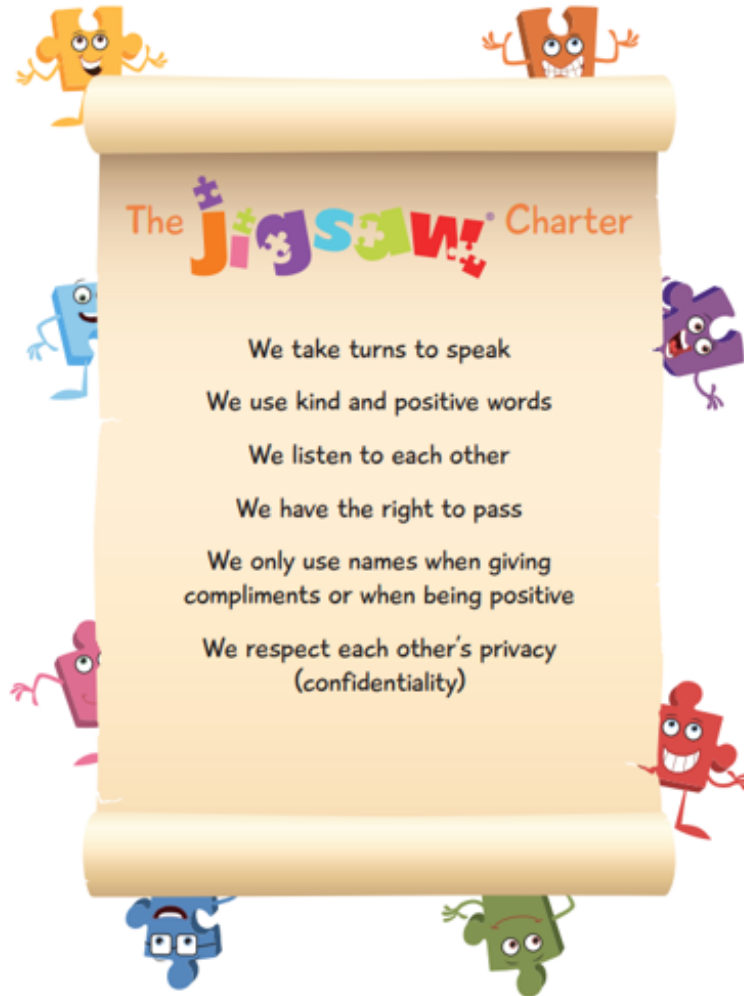 The jigsaw® Charter
We take turns to speak
We use kind and positive words
We listen to each other
We have the right to pass
We only use names when giving
compliments or when being positive
We respect each other's privacy
(confidentiality)